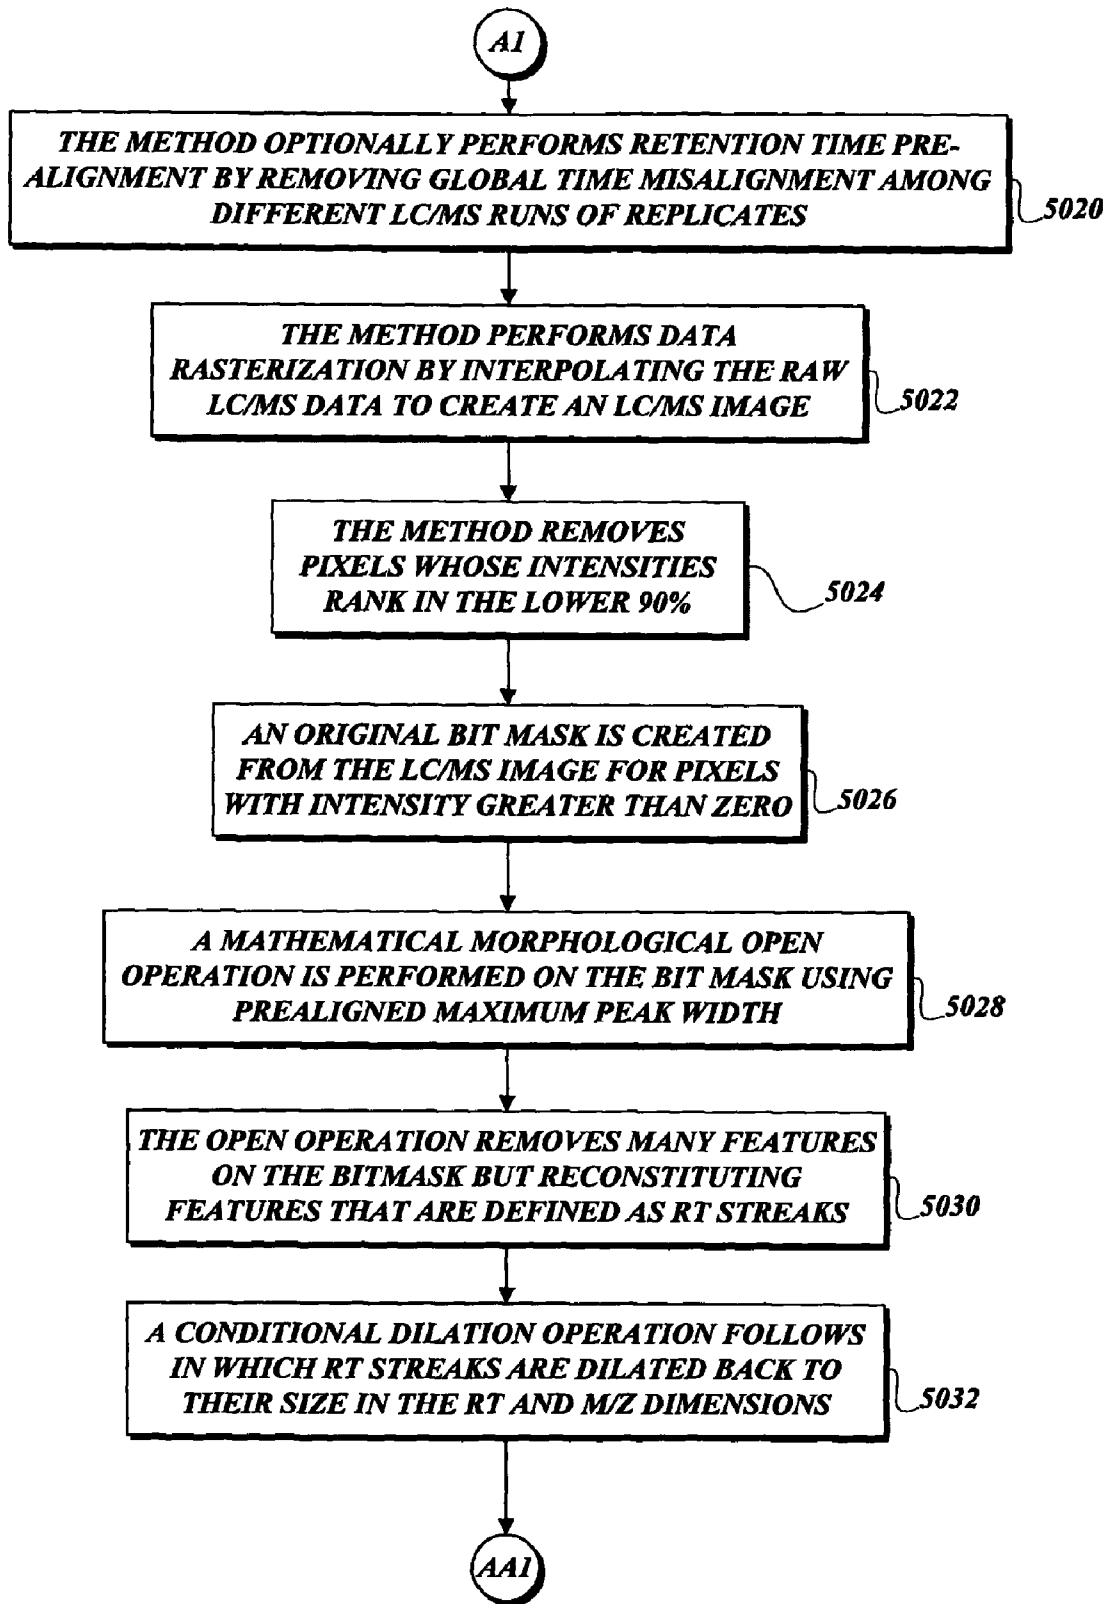 A1
THE METHOD OPTIONALLY PERFORMS RETENTION TIME PRE-
ALIGNMENT BY REMOVING GLOBAL TIME MISALIGNMENT AMONG
DIFFERENT LC/MS RUNS OF REPLICATES
5020
THE METHOD PERFORMS DATA
RASTERIZATION BY INTERPOLATING THE RAW
LC/MS DATA TO CREATE AN LC/MS IMAGE
5022
THE METHOD REMOVES
PIXELS WHOSE INTENSITIES
RANK IN THE LOWER 90%
5024
AN ORIGINAL BIT MASK IS CREATED
FROM THE LC/MS IMAGE FOR PIXELS
WITH INTENSITY GREATER THAN ZERO
5026
A MATHEMATICAL MORPHOLOGICAL OPEN
OPERATION IS PERFORMED ON THE BIT MASK USING
PREALIGNED MAXIMUM PEAK WIDTH
5028
THE OPEN OPERATION REMOVES MANY FEATURES
ON THE BITMASK BUT RECONSTITUTING
FEATURES THAT ARE DEFINED AS RT STREAKS
5030
A CONDITIONAL DILATION OPERATION FOLLOWS
IN WHICH RT STREAKS ARE DILATED BACK TO
THEIR SIZE IN THE RT AND M/Z DIMENSIONS
5032
AA1